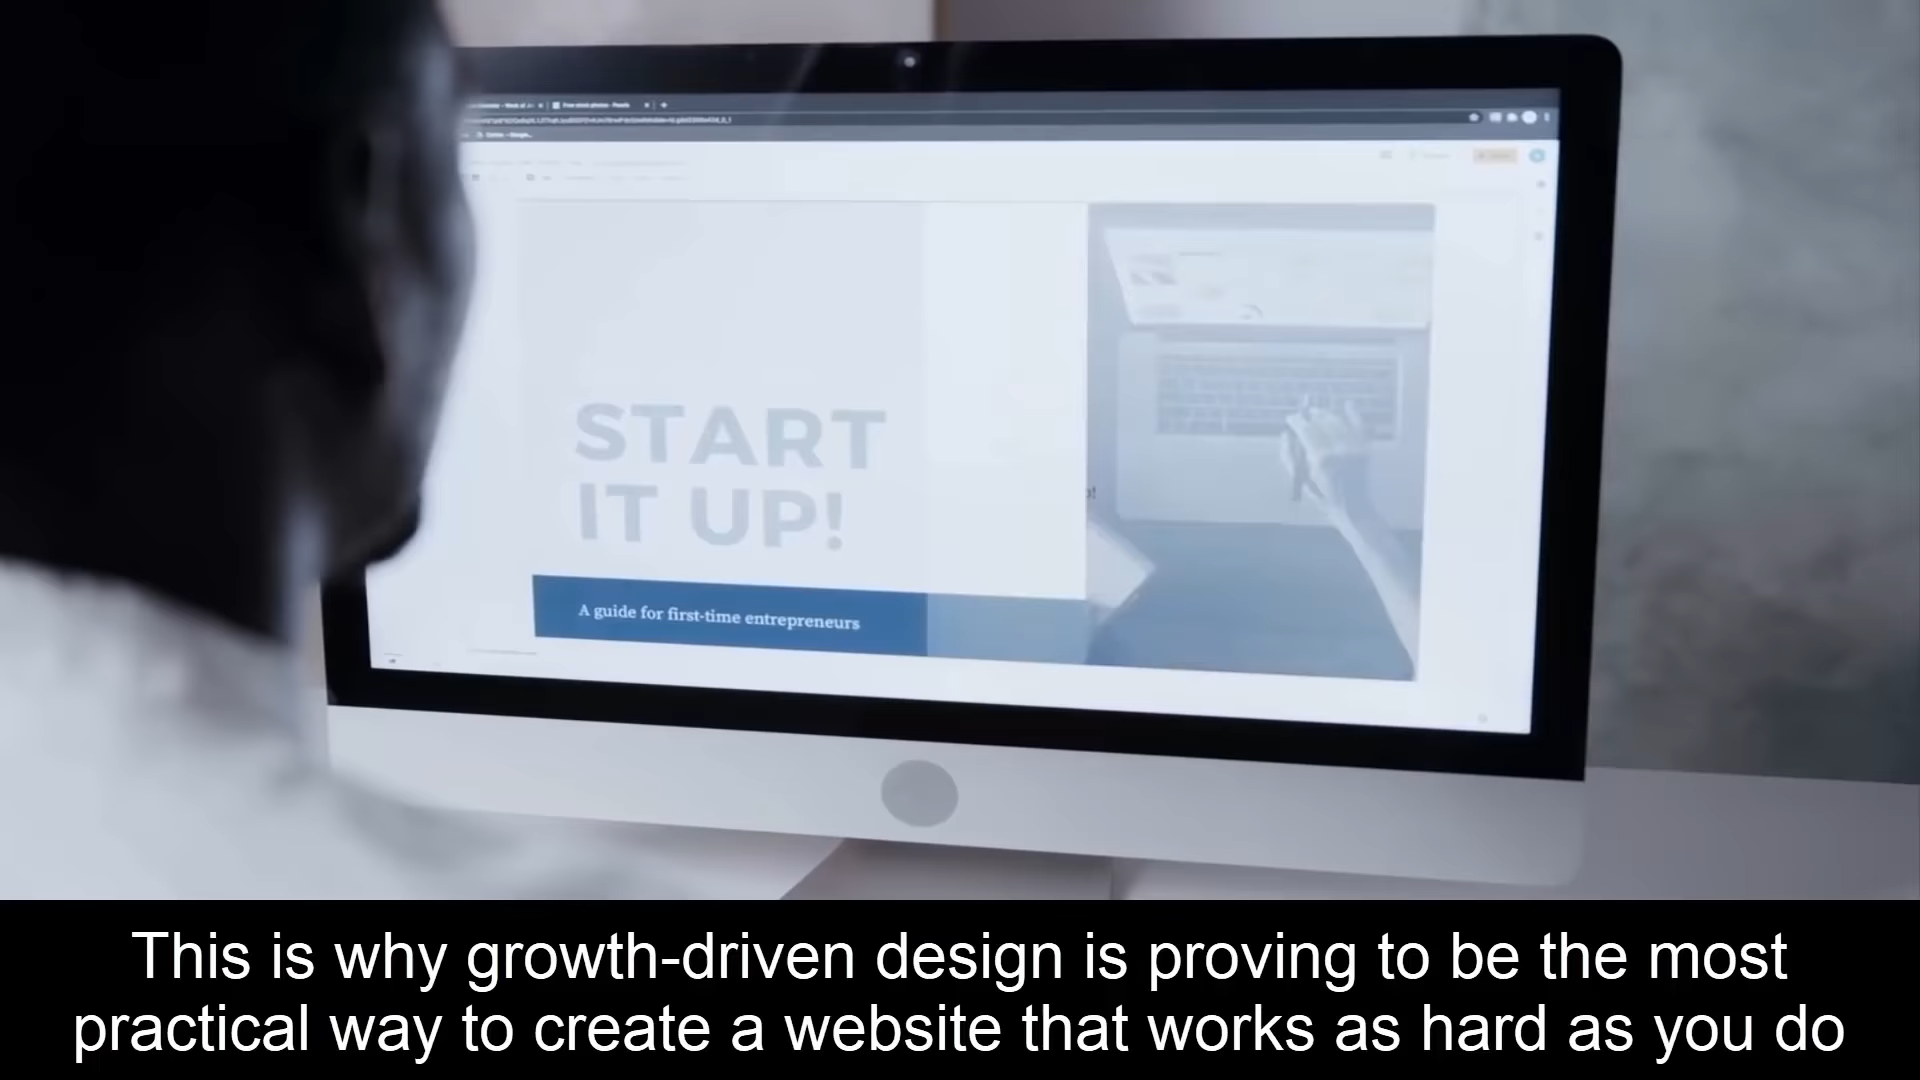 START
IT UP!
A guide for first-time entrepreneurs
This is why growth-driven design is proving to be the most
practical way to create a website that works as hard as you do